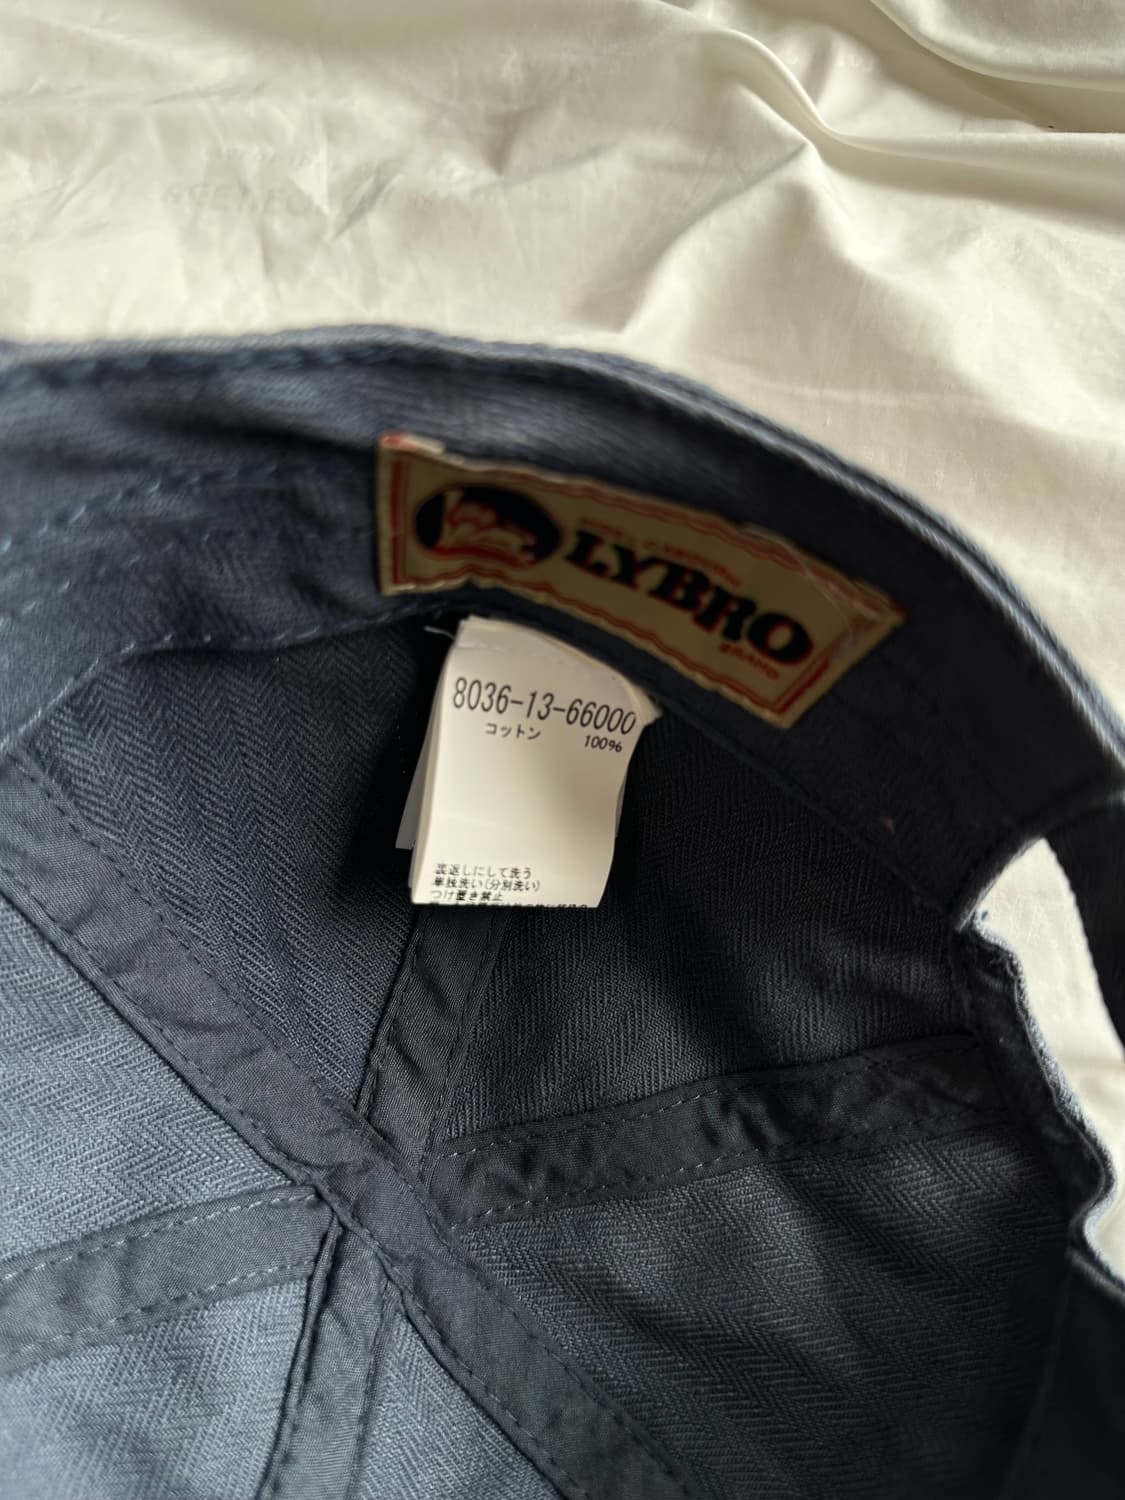 LYBRO
BRAND
8036-13-66000
コットン 100%
裏返しにして洗う
単独洗い(分別洗い)
つけ置き禁止